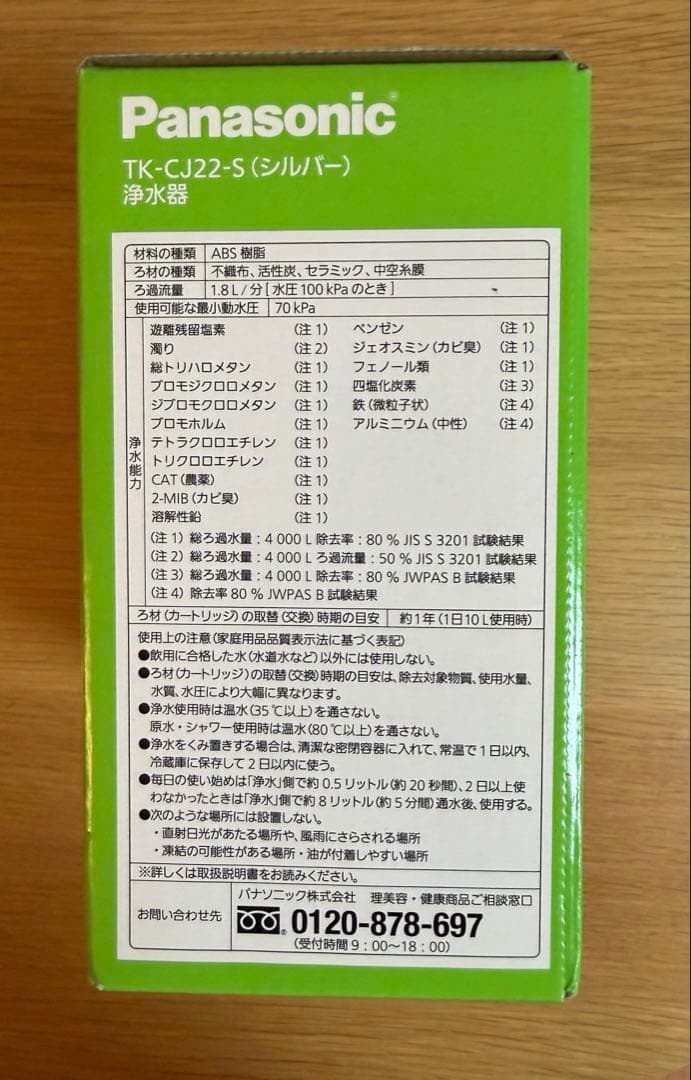 Panasonic
TK-CJ22-S（シルバー）
浄水器
材料の種類 ABS 樹脂
ろ材の種類 不織布、活性炭、セラミック、中空糸膜
ろ過流量 1.8 L / 分 [ 水圧 100 kPa のとき ]
使用可能な最小動水圧 70 kPa
浄水能力
遊離残留塩素 （注 1） ベンゼン （注 1）
濁り （注 2） ジェオスミン（カビ臭） （注 1）
総トリハロメタン （注 1） フェノール類 （注 1）
ブロモジクロロメタン （注 1） 四塩化炭素 （注 3）
ジブロモクロロメタン （注 1） 鉄（微粒子状） （注 4）
ブロモホルム （注 1） アルミニウム（中性） （注 4）
テトラクロロエチレン （注 1）
トリクロロエチレン （注 1）
CAT（農薬） （注 1）
2-MIB（カビ臭） （注 1）
溶解性鉛 （注 1）
（注 1）総ろ過水量：4 000 L 除去率：80 % JIS S 3201 試験結果
（注 2）総ろ過水量：4 000 L ろ過流量：50 % JIS S 3201 試験結果
（注 3）総ろ過水量：4 000 L 除去率：80 % JWPAS B 試験結果
（注 4）除去率 80 % JWPAS B 試験結果
ろ材（カートリッジ）の取替（交換）時期の目安 約1年（1日10 L使用時）
使用上の注意（家庭用品品質表示法に基づく表記）
●飲用に合格した水（水道水など）以外には使用しない。
●ろ材（カートリッジ）の取替（交換）時期の目安は、除去対象物質、使用水量、
水質、水圧により大幅に異なります。
●浄水使用時は温水（35 ℃以上）を通さない。
原水・シャワー使用時は温水（80 ℃以上）を通さない。
●浄水をくみ置きする場合は、清潔な密閉容器に入れて、常温で 1 日以内、
冷蔵庫に保存して 2 日以内に使う。
●毎日の使い始めは「浄水」側で約 0.5 リットル（約 20 秒間）、2 日以上使
わなかったときは「浄水」側で約 8 リットル（約 5 分間）通水後、使用する。
●次のような場所には設置しない。
・直射日光があたる場所や、風雨にさらされる場所
・凍結の可能性がある場所・油が付着しやすい場所
※詳しくは取扱説明書をお読みください。
お問い合わせ先 パナソニック株式会社 理美容・健康商品ご相談窓口
0120-878-697
（受付時間 9：00～18：00）